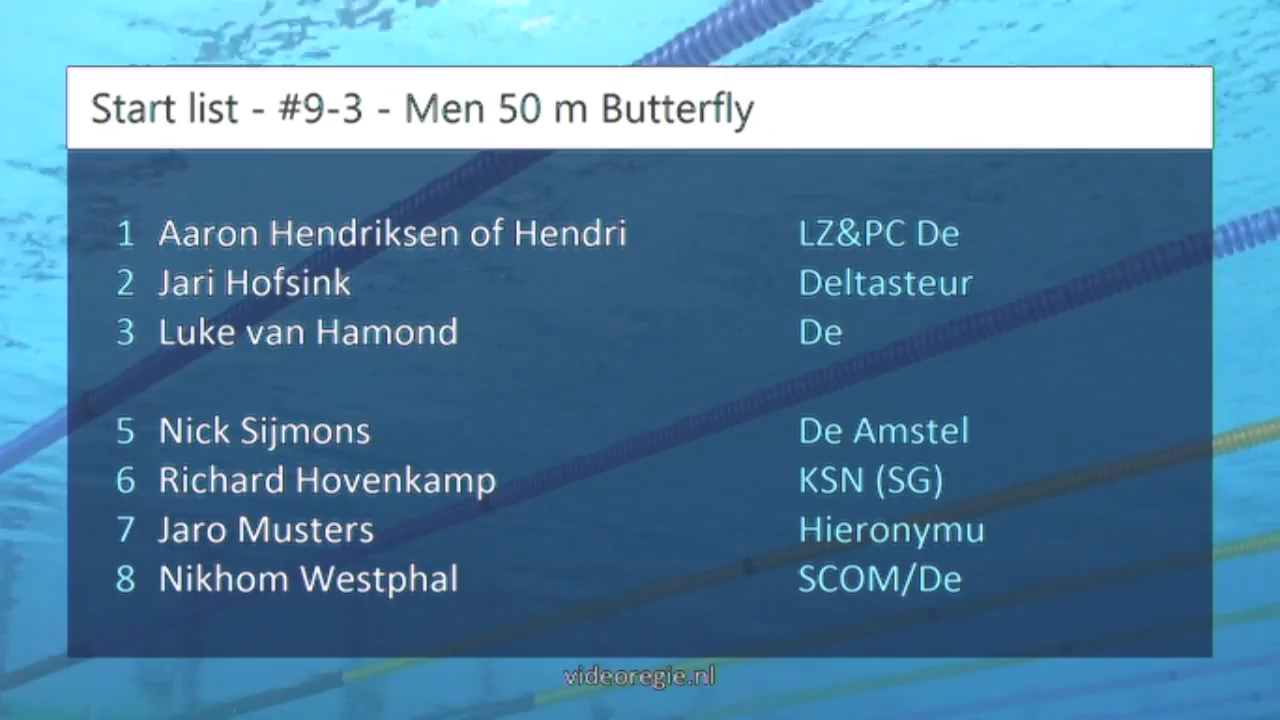 Start list - #9-3 - Men 50 m Butterfly
1 Aaron Hendriksen of Hendri LZ&PC De
2 Jari Hofsink Deltasteur
3 Luke van Hamond De
5 Nick Sijmons De Amstel
6 Richard Hovenkamp KSN (SG)
7 Jaro Musters Hieronymu
8 Nikhom Westphal SCOM/De
videoregie.nl